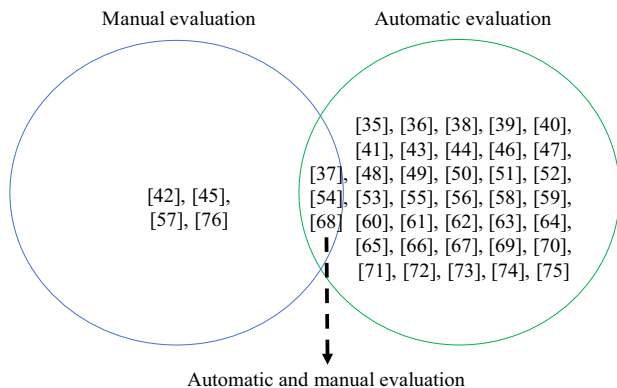 Manual evaluation
Automatic evaluation
[42], [45],
[57], [76]
[37],
[54],
[68]
[35], [36], [38], [39], [40],
[41], [43], [44], [46], [47],
[48], [49], [50], [51], [52],
[53], [55], [56], [58], [59],
[60], [61], [62], [63], [64],
[65], [66], [67], [69], [70],
[71], [72], [73], [74], [75]
Automatic and manual evaluation